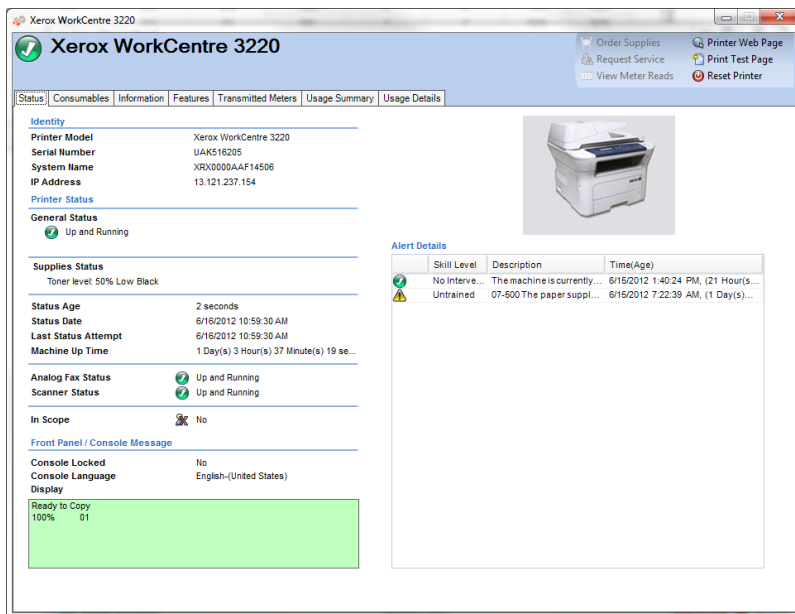 Xerox WorkCentre 3220
Xerox WorkCentre 3220
Order Supplies
Request Service
View Meter Reads
Printer Web Page
Print Test Page
Reset Printer
Status Consumables Information Features Transmitted Meters Usage Summary Usage Details
Identity
Printer Model Xerox WorkCentre 3220
Serial Number UAK516205
System Name XRX0000AAF14506
IP Address 13.121.237.154
Printer Status
General Status
Up and Running
Supplies Status
Toner level: 50% Low Black
Status Age 2 seconds
Status Date 6/16/2012 10:59:30 AM
Last Status Attempt 6/16/2012 10:59:30 AM
Machine Up Time 1 Day(s) 3 Hour(s) 37 Minute(s) 19 se...
Analog Fax Status Up and Running
Scanner Status Up and Running
In Scope No
Front Panel / Console Message
Console Locked No
Console Language English-(United States)
Display
Ready to Copy
100% 01
Alert Details
Skill Level Description Time(Age)
No Interve... The machine is currently... 6/15/2012 1:40:24 PM, (21 Hour(s...
Untrained 07-500 The paper suppl... 6/15/2012 7:22:39 AM, (1 Day(s)...